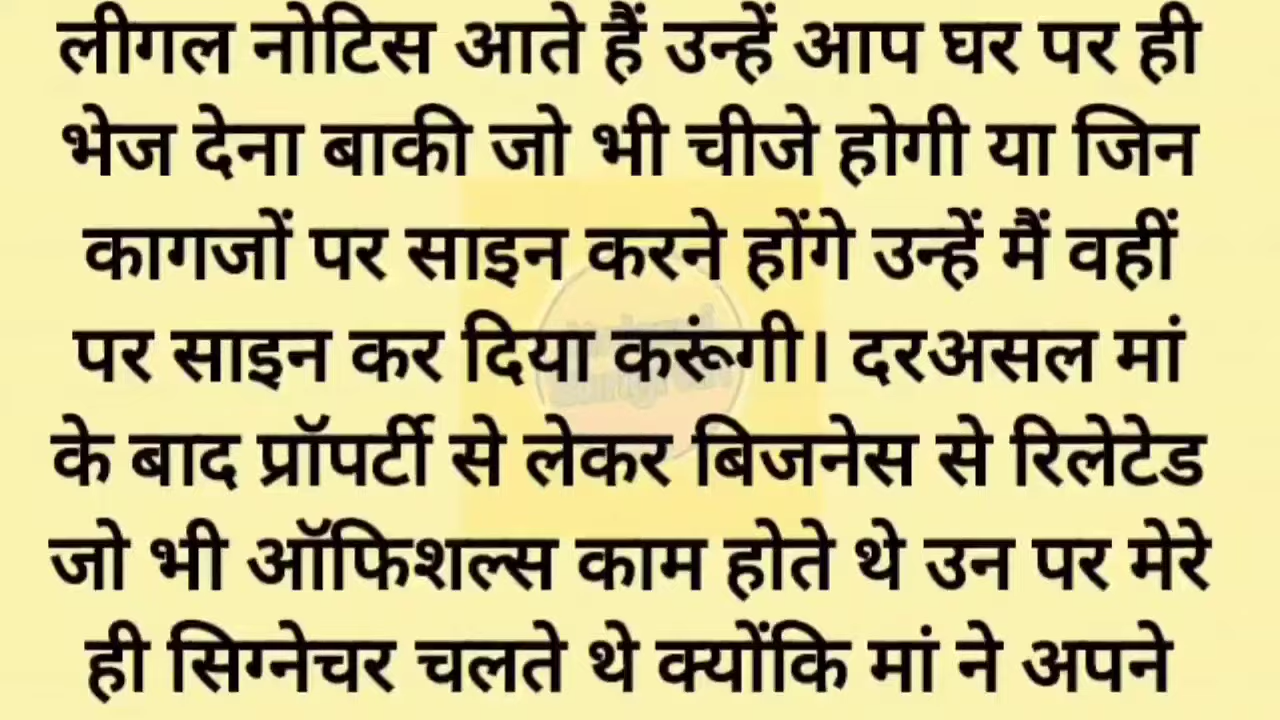 लीगल नोटिस आते हैं उन्हें आप घर पर ही
भेज देना बाकी जो भी चीजे होगी या जिन
कागजों पर साइन करने होंगे उन्हें मैं वहीं
पर साइन कर दिया करूंगी। दरअसल मां
के बाद प्रॉपर्टी से लेकर बिजनेस से रिलेटेड
जो भी ऑफिशल्स काम होते थे उन पर मेरे
ही सिग्नेचर चलते थे क्योंकि मां ने अपने